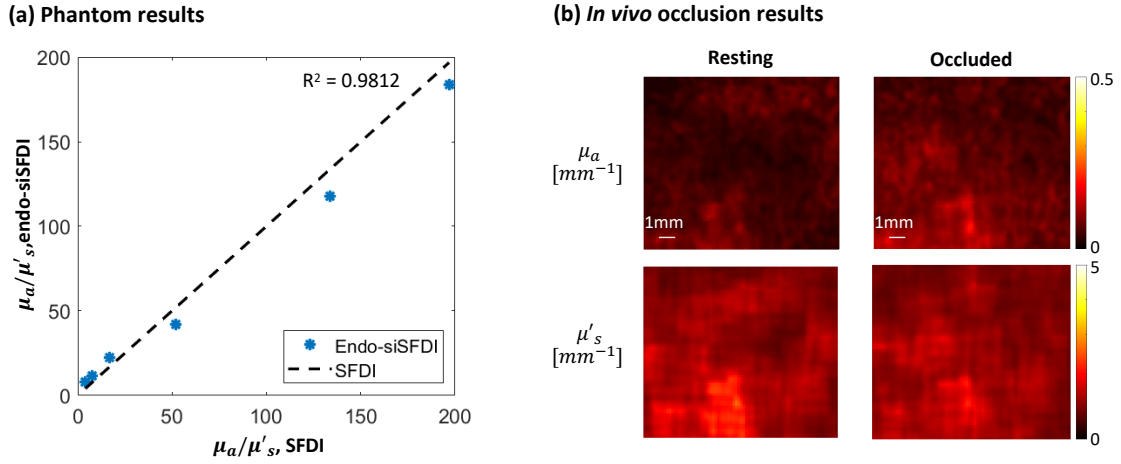 (a) Phantom results
200
150
100
50
0
0 50 100 150 200
R² = 0.9812
Endo-siSFDI
SFDI
μₐ/μ'ₛ,endo-siSFDI
μₐ/μ'ₛ, SFDI
(b) In vivo occlusion results
Resting Occluded
μₐ
[mm⁻¹]
1mm 1mm
0.5
0
μ'ₛ
[mm⁻¹]
5
0